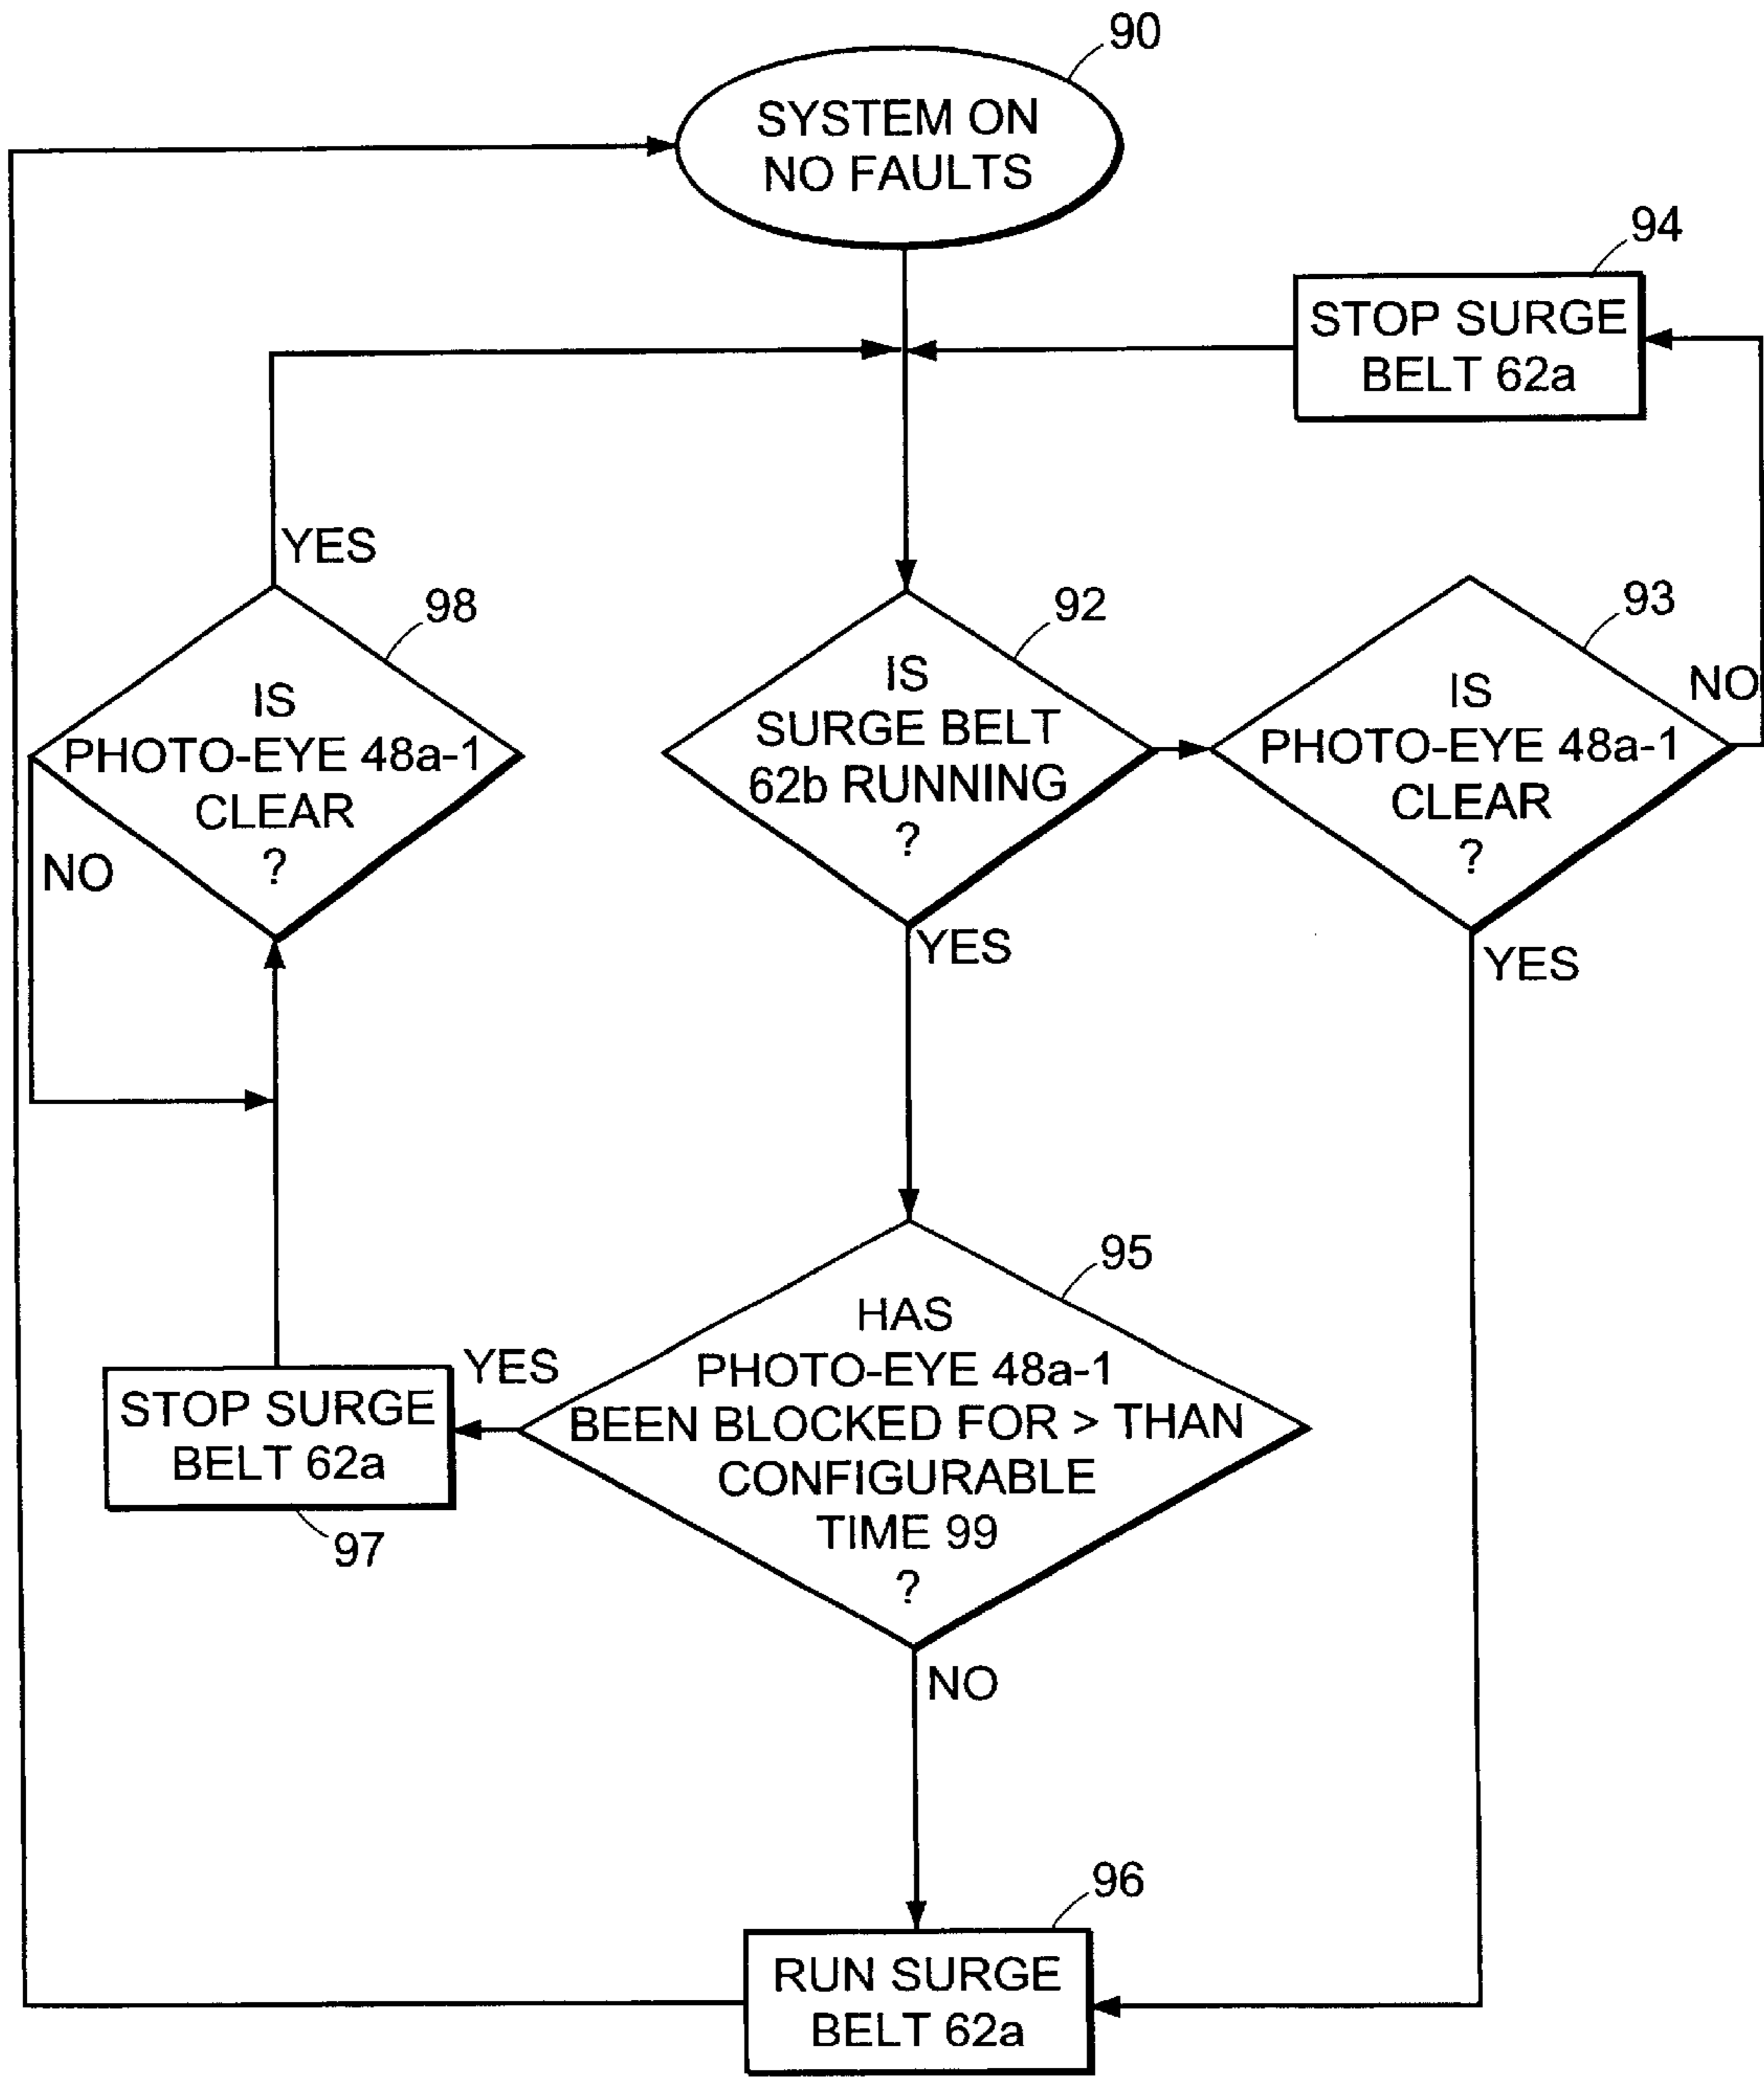 90
SYSTEM ON
NO FAULTS
94
STOP SURGE
BELT 62a
YES
98
IS
PHOTO-EYE 48a-1
CLEAR
?
NO
92
IS
SURGE BELT
62b RUNNING
?
YES
93
IS
PHOTO-EYE 48a-1
CLEAR
?
NO
YES
95
HAS
PHOTO-EYE 48a-1
BEEN BLOCKED FOR > THAN
CONFIGURABLE
TIME 99
?
YES
STOP SURGE
BELT 62a
97
NO
96
RUN SURGE
BELT 62a